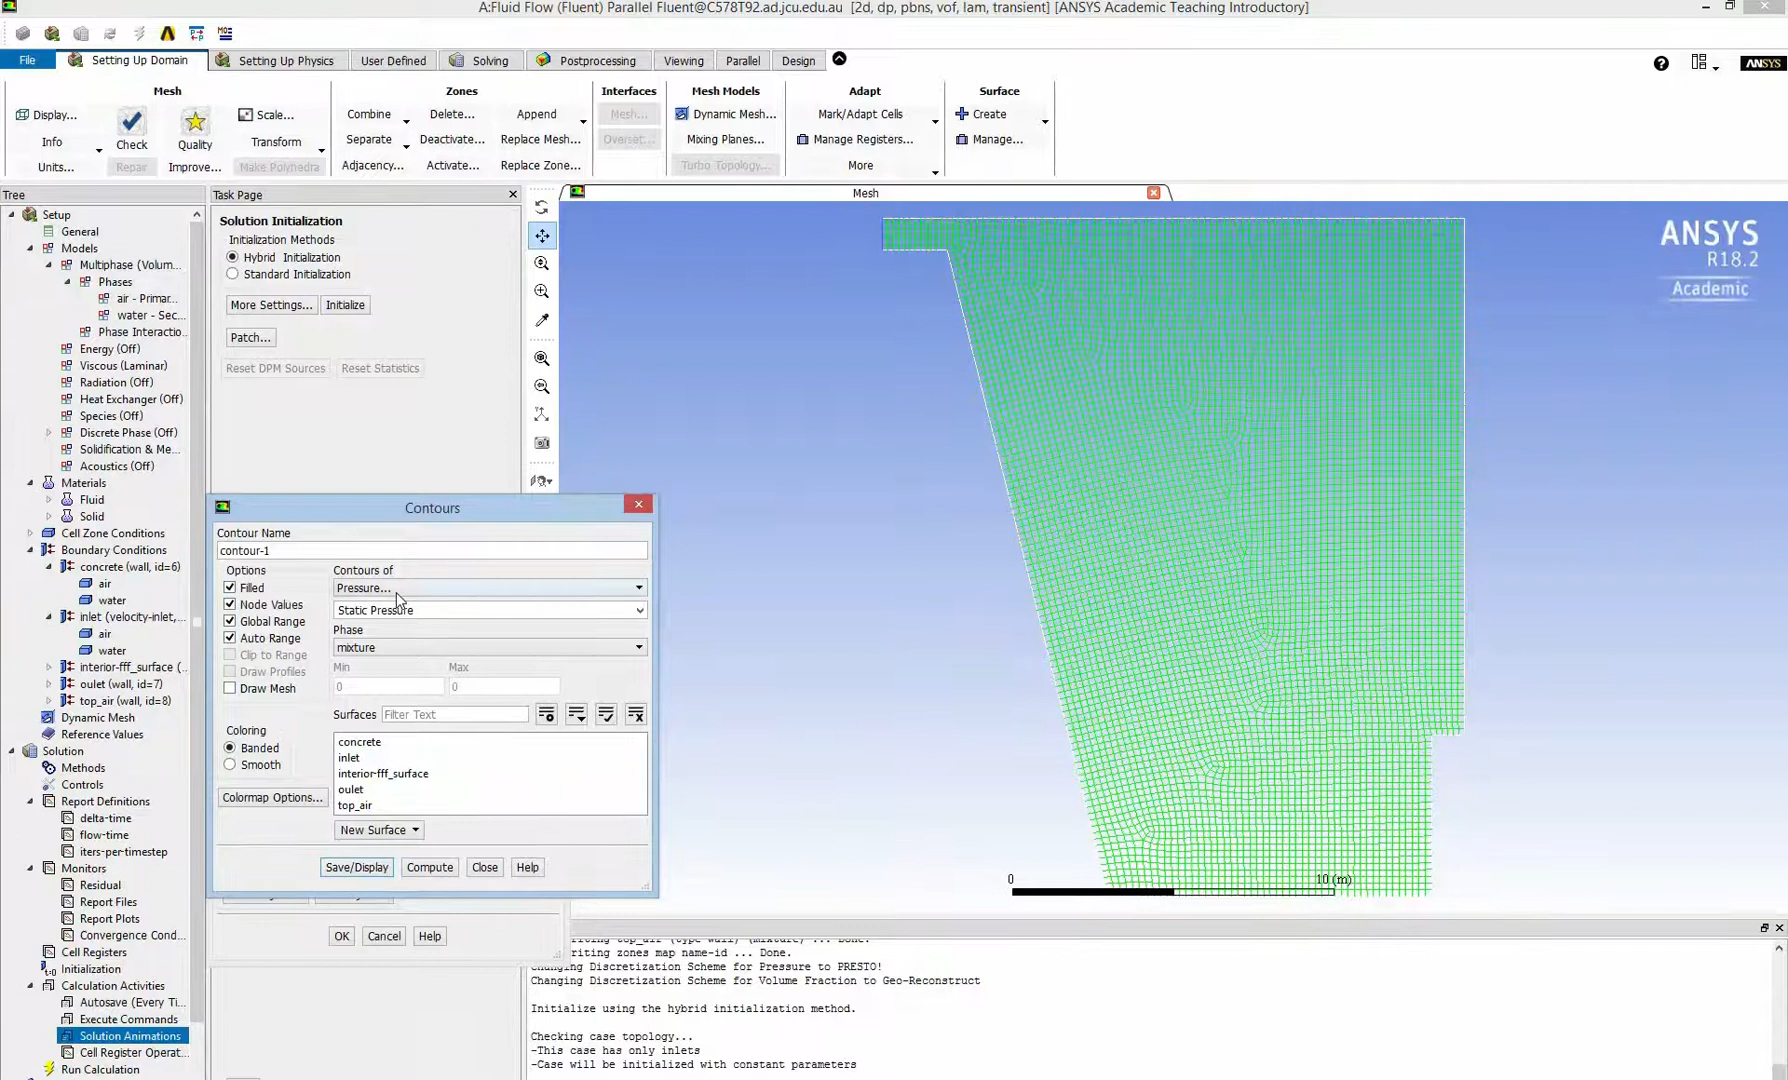 A:Fluid Flow (Fluent) Parallel Fluent@C578T92.ad.jcu.edu.au [2d, dp, pbns, vof, lam, transient] [ANSYS Academic Teaching Introductory]
File
Setting Up Domain
Setting Up Physics
User Defined
Solving
Postprocessing
Viewing
Parallel
Design
ANSYS
Mesh
Display...
Info
Units...
Check
Repair
Quality
Improve...
Scale...
Transform
Make Polyhedra
Zones
Combine
Separate
Adjacency...
Delete...
Deactivate...
Activate...
Append
Replace Mesh...
Replace Zone...
Interfaces
Mesh...
Overset...
Mesh Models
Dynamic Mesh...
Mixing Planes...
Turbo Topology...
Adapt
Mark/Adapt Cells
Manage Registers...
More
Surface
Create
Manage...
Tree
Setup
General
Models
Multiphase (Volum...
Phases
air - Primar...
water - Sec...
Phase Interactio...
Energy (Off)
Viscous (Laminar)
Radiation (Off)
Heat Exchanger (Off)
Species (Off)
Discrete Phase (Off)
Solidification & Me...
Acoustics (Off)
Materials
Fluid
Solid
Cell Zone Conditions
Boundary Conditions
concrete (wall, id=6)
air
water
inlet (velocity-inlet,...
air
water
interior-fff_surface (...
oulet (wall, id=7)
top_air (wall, id=8)
Dynamic Mesh
Reference Values
Solution
Methods
Controls
Report Definitions
delta-time
flow-time
iters-per-timestep
Monitors
Residual
Report Files
Report Plots
Convergence Cond...
Cell Registers
Initialization
Calculation Activities
Autosave (Every Ti...
Execute Commands
Solution Animations
Cell Register Operat...
Run Calculation
Task Page
Solution Initialization
Initialization Methods
Hybrid Initialization
Standard Initialization
More Settings...
Initialize
Patch...
Reset DPM Sources
Reset Statistics
Contours
Contour Name
contour-1
Options
Filled
Node Values
Global Range
Auto Range
Clip to Range
Draw Profiles
Draw Mesh
Coloring
Banded
Smooth
Colormap Options...
Contours of
Pressure...
Static Pressure
Phase
mixture
Min
Max
0
0
Surfaces
Filter Text
concrete
inlet
interior-fff_surface
oulet
top_air
New Surface
Save/Display
Compute
Close
Help
OK
Cancel
Help
Mesh
ANSYS
R18.2
Academic
0
10 (m)
riting top_air (type wall) (mixture) ... Done.
riting zones map name-id ... Done.
Changing Discretization Scheme for Pressure to PRESTO!
Changing Discretization Scheme for Volume Fraction to Geo-Reconstruct
Initialize using the hybrid initialization method.
Checking case topology...
-This case has only inlets
-Case will be initialized with constant parameters